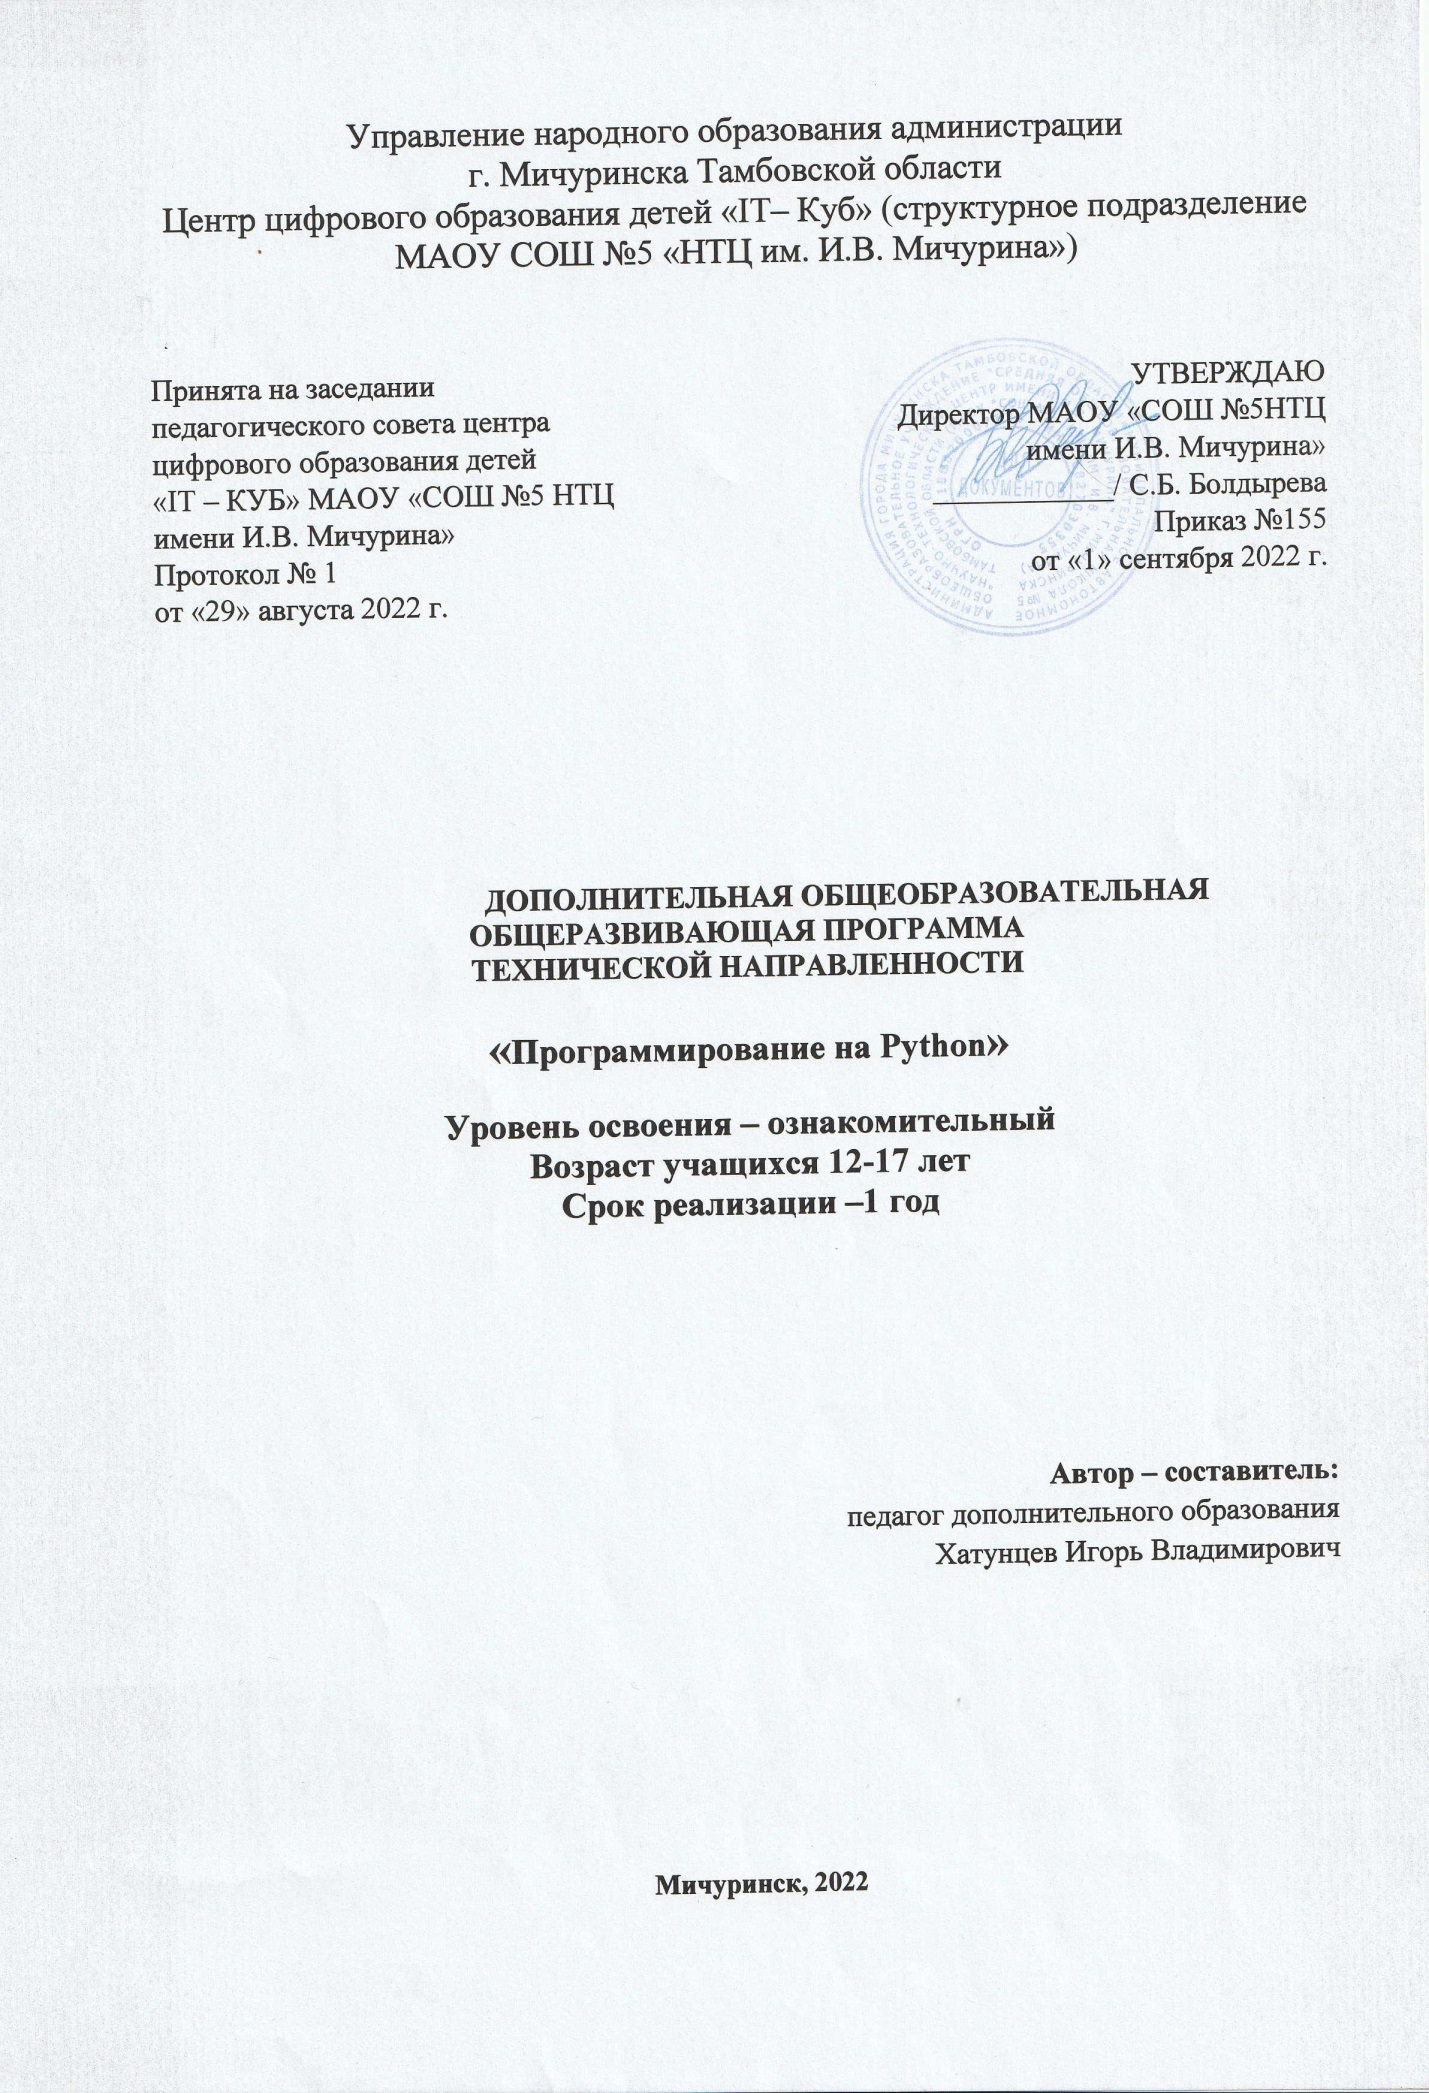 Управление народного образования администрации
г. Мичуринска Тамбовской области
Центр цифрового образования детей «IT– Куб» (структурное подразделение
МАОУ СОШ №5 «НТЦ им. И.В. Мичурина»)
Принята на заседании
педагогического совета центра
цифрового образования детей
«IT – КУБ» МАОУ «СОШ №5 НТЦ
имени И.В. Мичурина»
Протокол № 1
от «29» августа 2022 г.
УТВЕРЖДАЮ
Директор МАОУ «СОШ №5НТЦ
имени И.В. Мичурина»
____________/ С.Б. Болдырева
Приказ №155
от «1» сентября 2022 г.
ДОКУМЕНТОВ
ДОПОЛНИТЕЛЬНАЯ ОБЩЕОБРАЗОВАТЕЛЬНАЯ
ОБЩЕРАЗВИВАЮЩАЯ ПРОГРАММА
ТЕХНИЧЕСКОЙ НАПРАВЛЕННОСТИ
«Программирование на Python»
Уровень освоения – ознакомительный
Возраст учащихся 12-17 лет
Срок реализации –1 год
Автор – составитель:
педагог дополнительного образования
Хатунцев Игорь Владимирович
Мичуринск, 2022